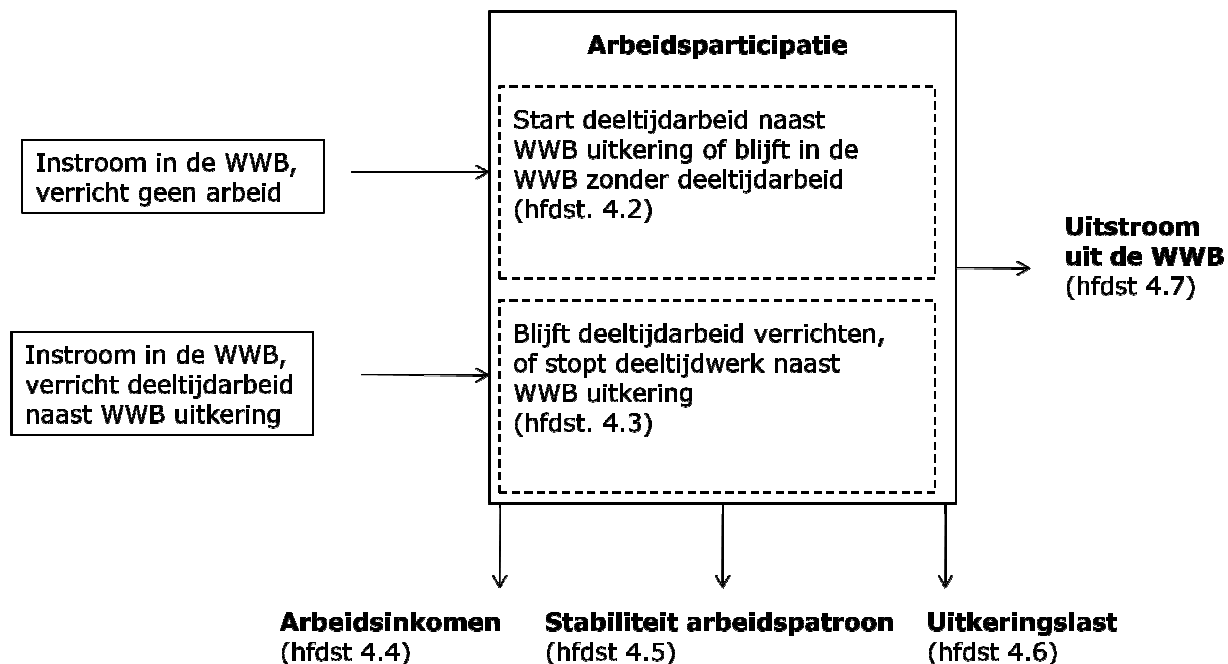 Arbeidsparticipatie
Instroom in de WWB,
verricht geen arbeid
Start deeltijdarbeid naast
WWB uitkering of blijft in de
WWB zonder deeltijdarbeid
(hfdst. 4.2)
Uitstroom
uit de WWB
(hfdst 4.7)
Instroom in de WWB,
verricht deeltijdarbeid
naast WWB uitkering
Blijft deeltijdarbeid verrichten,
of stopt deeltijdwerk naast
WWB uitkering
(hfdst. 4.3)
Arbeidsinkomen
(hfdst 4.4)
Stabiliteit arbeidspatroon
(hfdst 4.5)
Uitkeringslast
(hfdst 4.6)